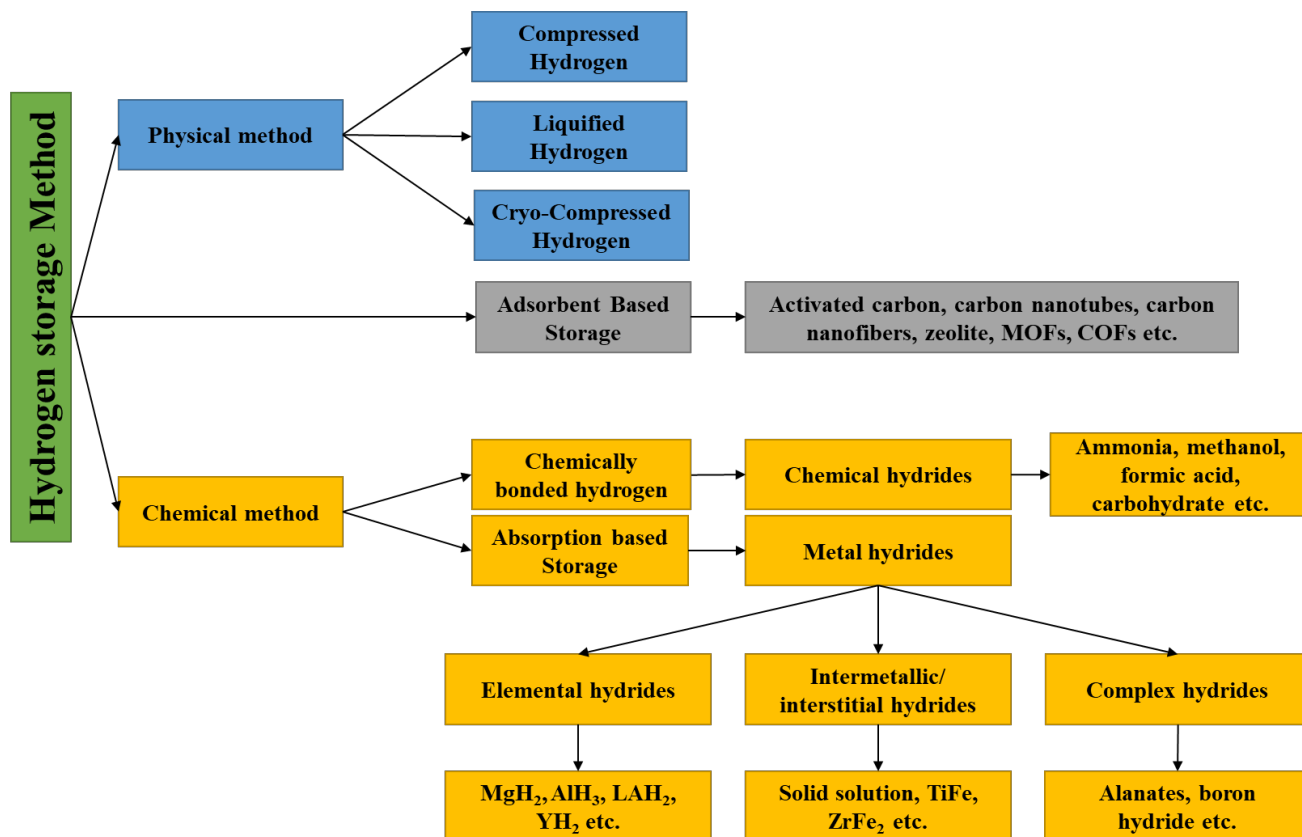 Hydrogen storage Method
Physical method
Compressed
Hydrogen
Liquified
Hydrogen
Cryo-Compressed
Hydrogen
Adsorbent Based
Storage
Activated carbon, carbon nanotubes, carbon
nanofibers, zeolite, MOFs, COFs etc.
Chemical method
Chemically
bonded hydrogen
Chemical hydrides
Ammonia, methanol,
formic acid,
carbohydrate etc.
Absorption based
Storage
Metal hydrides
Elemental hydrides
Intermetallic/
interstitial hydrides
Complex hydrides
MgH₂, AlH₃, LAH₂,
YH₂ etc.
Solid solution, TiFe,
ZrFe₂ etc.
Alanates, boron
hydride etc.